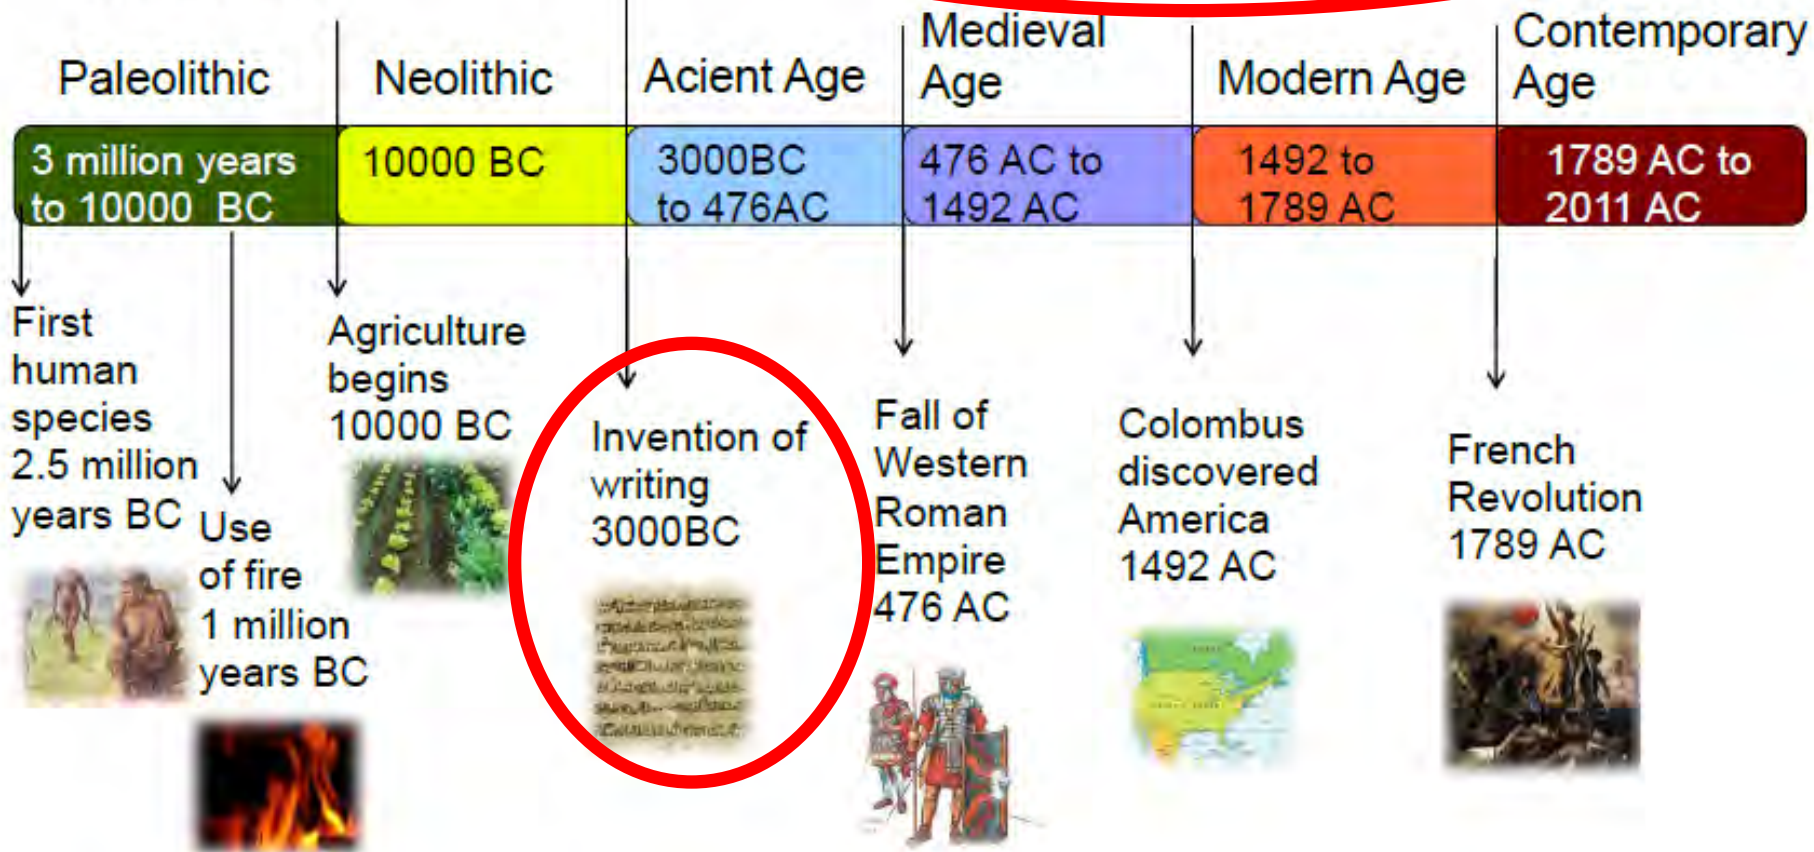 Paleolithic
Neolithic
Acient Age
Medieval
Age
Modern Age
Contemporary
Age
3 million years
to 10000 BC
10000 BC
3000BC
to 476AC
476 AC to
1492 AC
1492 to
1789 AC
1789 AC to
2011 AC
First
human
species
2.5 million
years BC
Use
of fire
1 million
years BC
Agriculture
begins
10000 BC
Invention of
writing
3000BC
Fall of
Western
Roman
Empire
476 AC
Colombus
discovered
America
1492 AC
French
Revolution
1789 AC